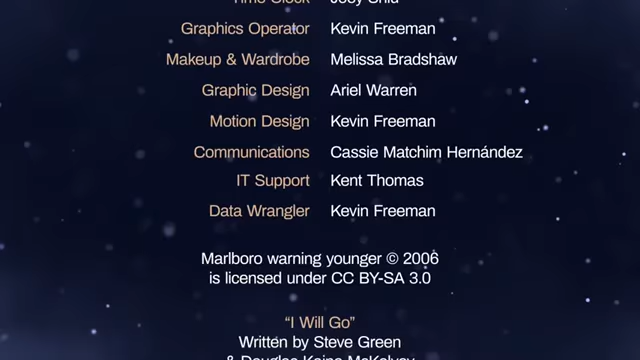 Graphics Operator Kevin Freeman
Makeup & Wardrobe Melissa Bradshaw
Graphic Design Ariel Warren
Motion Design Kevin Freeman
Communications Cassie Matchim Hernández
IT Support Kent Thomas
Data Wrangler Kevin Freeman
Marlboro warning younger © 2006
is licensed under CC BY-SA 3.0
“I Will Go”
Written by Steve Green